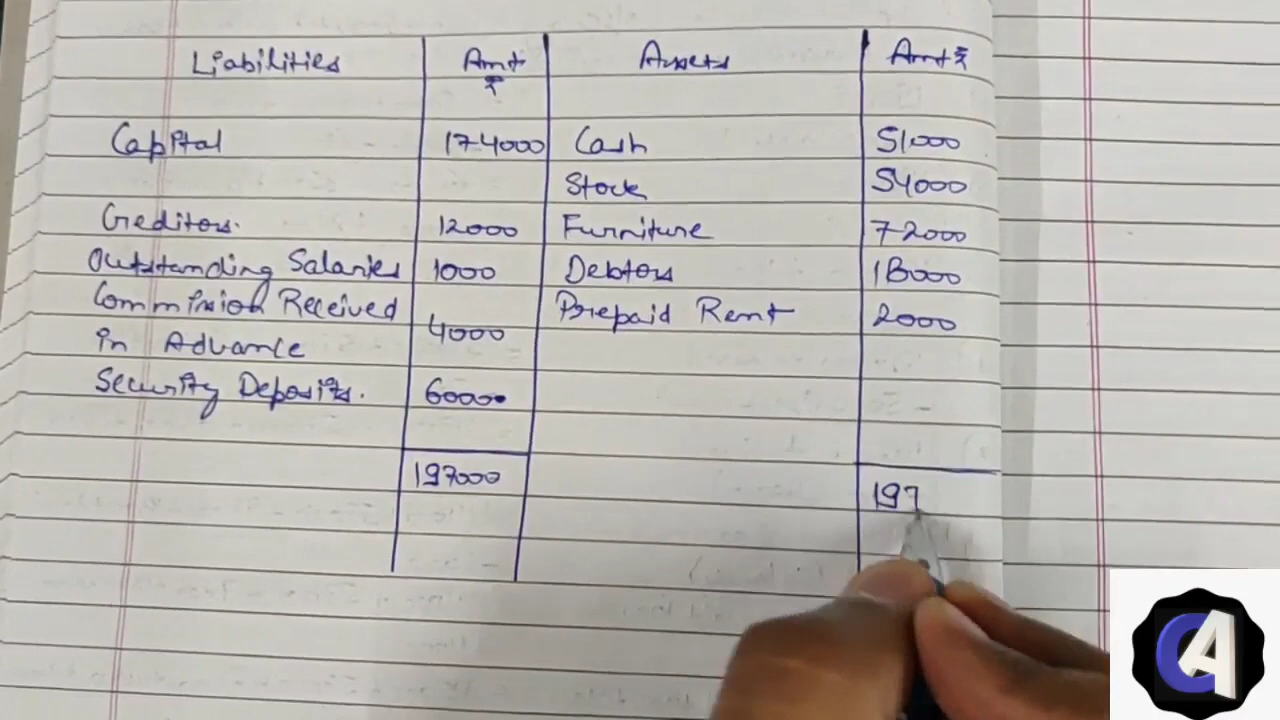 Liabilities Amt ₹ Assets Amt ₹
Capital 174000 Cash 51000
Stock 54000
Creditors. 12000 Furniture 72000
Outstanding Salaries 1000 Debtors 18000
Commission Received 4000 Prepaid Rent 2000
in Advance
Security Deposits. 6000
197000 197
CA